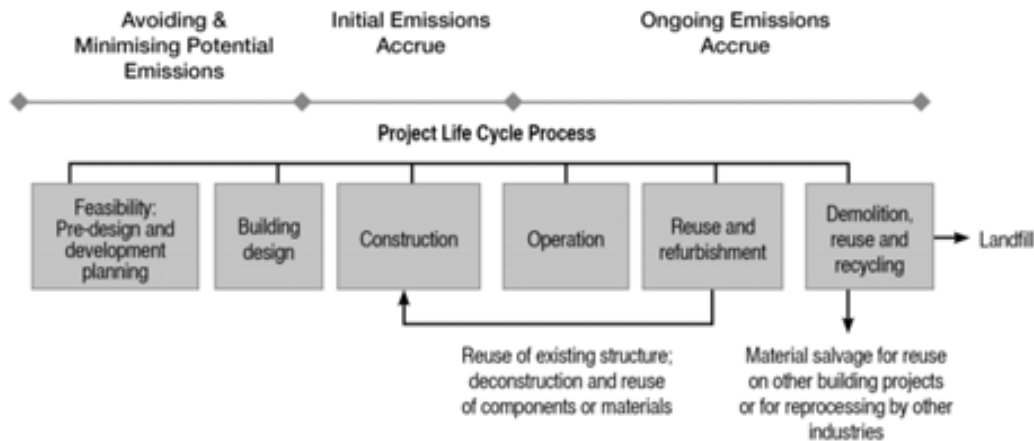 Avoiding &
Minimising Potential
Emissions
Initial Emissions
Accrue
Ongoing Emissions
Accrue
Project Life Cycle Process
Feasibility:
Pre-design and
development
planning
Building
design
Construction
Operation
Reuse and
refurbishment
Demolition,
reuse and
recycling
Landfill
Reuse of existing structure;
deconstruction and reuse
of components or materials
Material salvage for reuse
on other building projects
or for reprocessing by other
industries